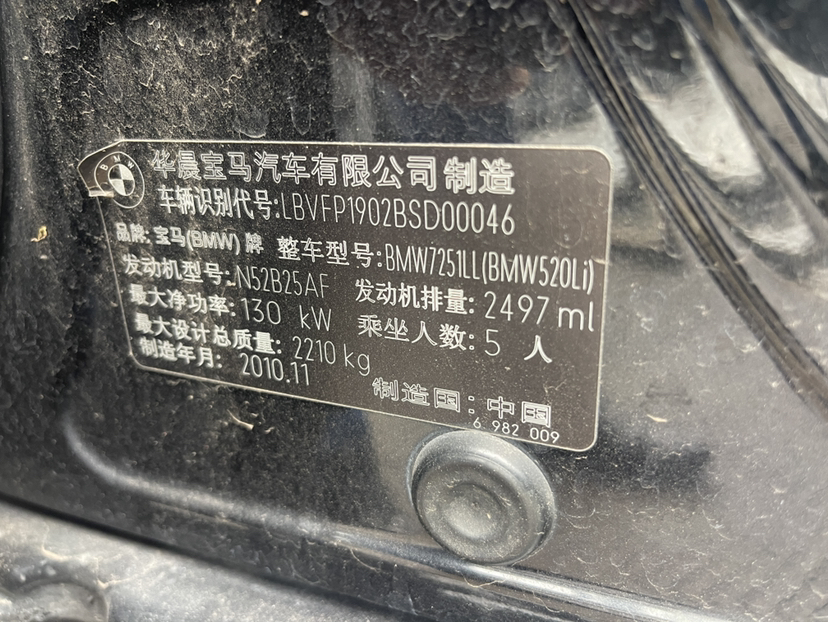 BMW
华晨宝马汽车有限公司 制造
车辆识别代号:LBVFP1902BSD00046
品牌: 宝马(BMW) 牌 整车型号:BMW7251LL(BMW520Li)
发动机型号:N52B25AF 发动机排量:2497 ml
最大净功率:130 kW 乘坐人数:5 人
最大设计总质量: 2210 kg
制造年月: 2010.11
制造国: 中国
6 982 009